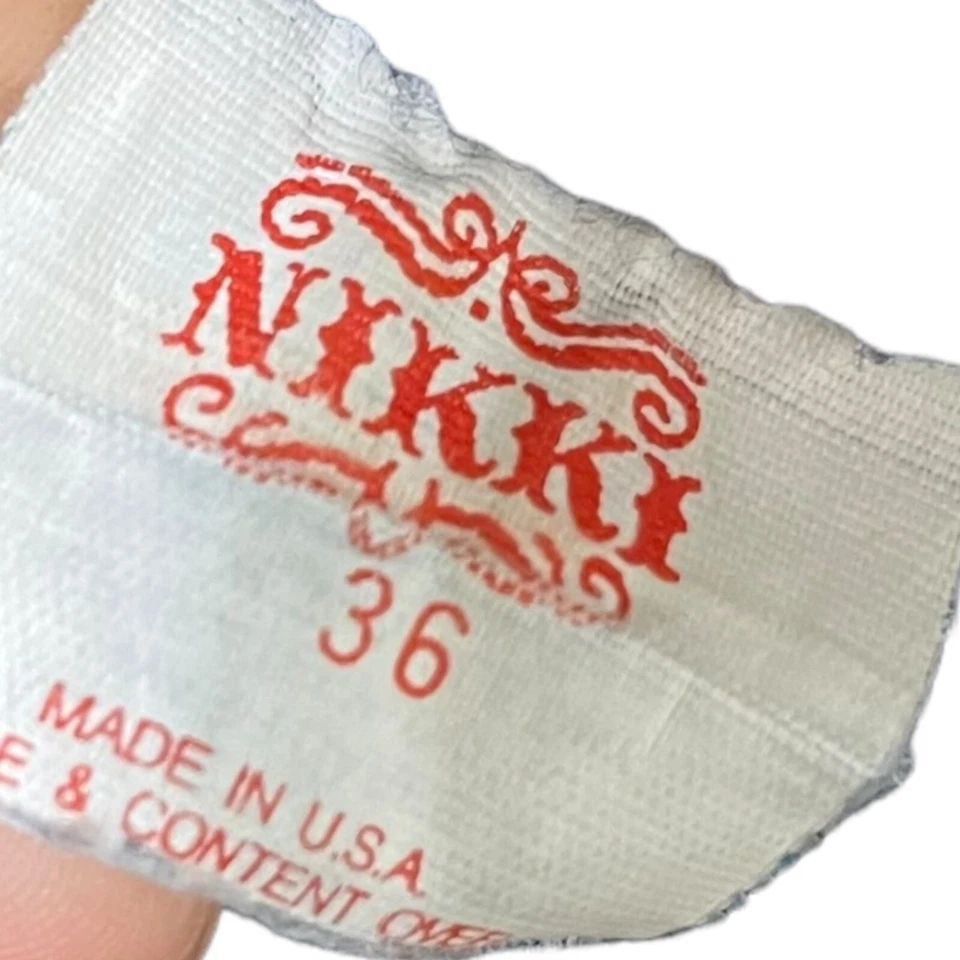 NIKKI
36
MADE IN U.S.A.
& CONTENT